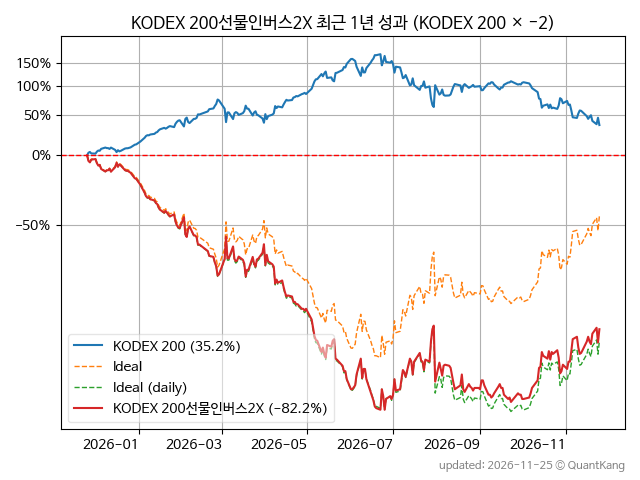 KODEX 200선물인버스2X 최근 1년 성과 (KODEX 200 × −2)
150%
100%
50%
0%
−50%
KODEX 200 (35.2%)
Ideal
Ideal (daily)
KODEX 200선물인버스2X (−82.2%)
2026-01
2026-03
2026-05
2026-07
2026-09
2026-11
updated: 2026-11-25 © QuantKang